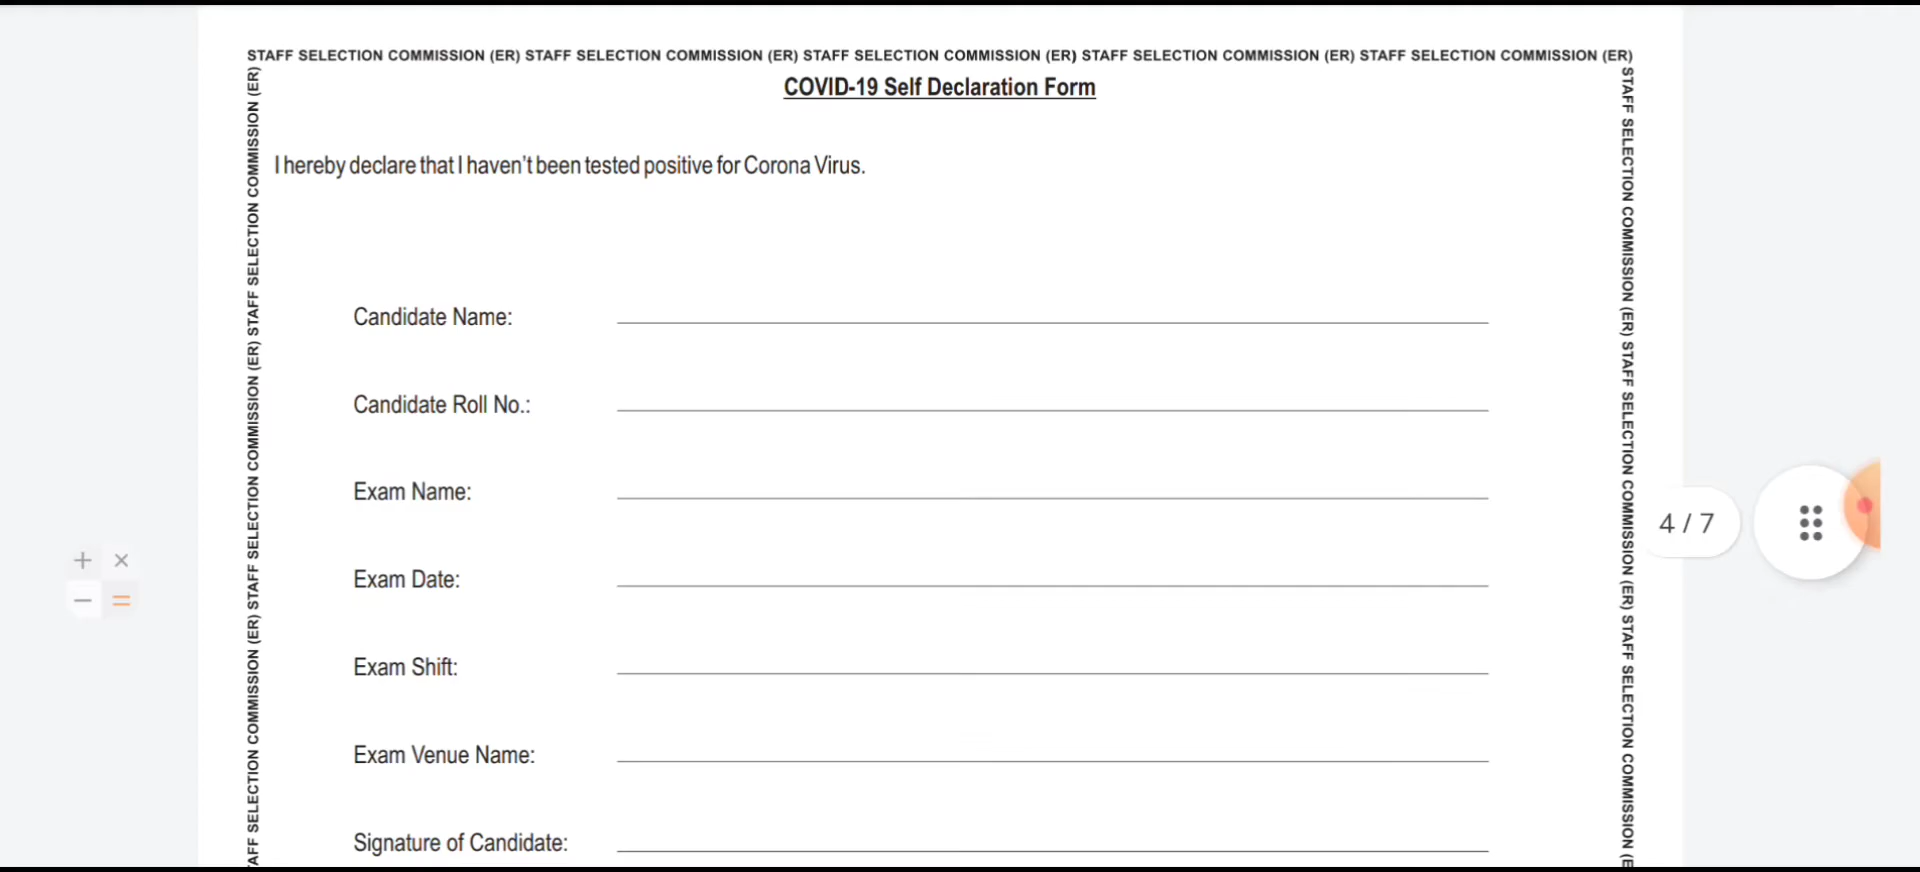 STAFF SELECTION COMMISSION (ER) STAFF SELECTION COMMISSION (ER) STAFF SELECTION COMMISSION (ER) STAFF SELECTION COMMISSION (ER) STAFF SELECTION COMMISSION (ER)
COVID-19 Self Declaration Form
I hereby declare that I haven't been tested positive for Corona Virus.
Candidate Name:
Candidate Roll No.:
Exam Name:
Exam Date:
Exam Shift:
Exam Venue Name:
Signature of Candidate:
AFF SELECTION COMMISSION (ER) STAFF SELECTION COMMISSION (ER) STAFF SELECTION COMMISSION (ER)
STAFF SELECTION COMMISSION (ER) STAFF SELECTION COMMISSION (ER) STAFF SELECTION COMMISSION (E
4 / 7
+ ×
− =